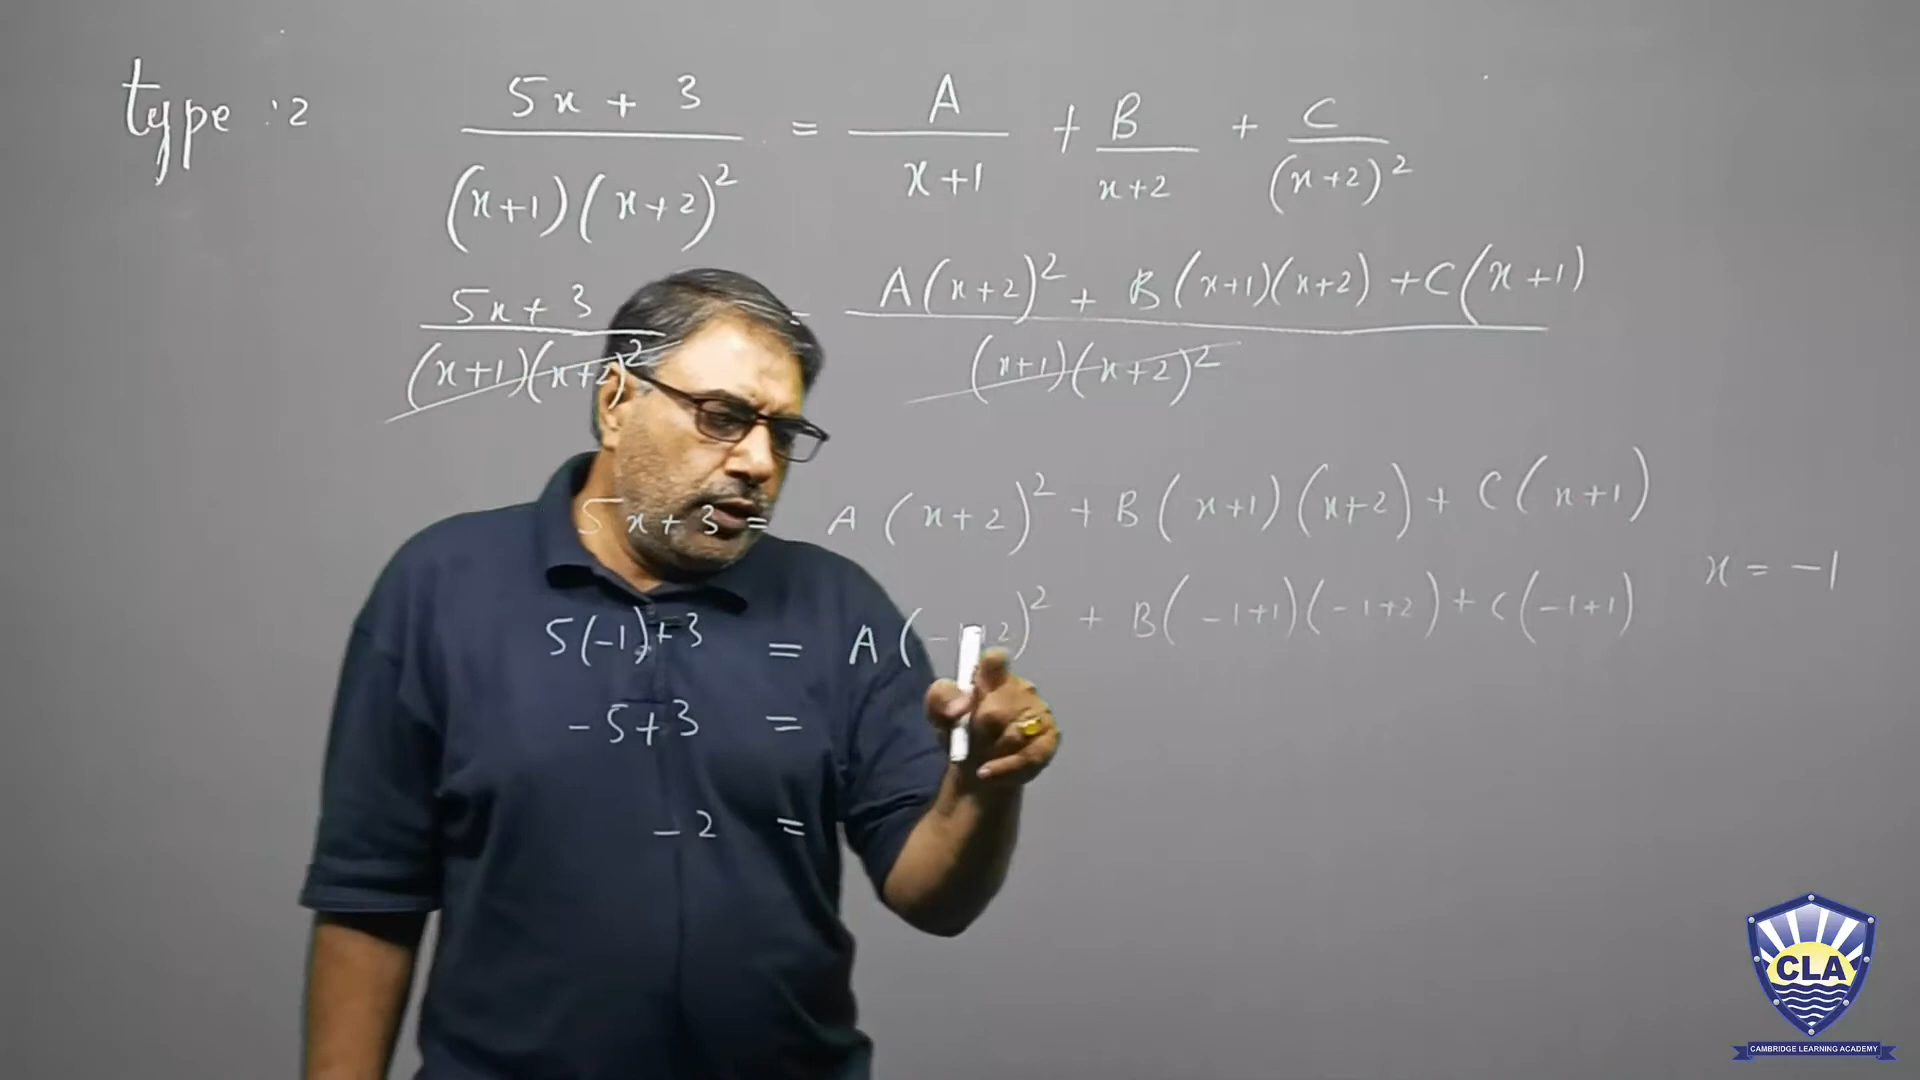 type : 2
5x + 3 / (x+1)(x+2)² = A / x+1 + B / x+2 + C / (x+2)²
5x + 3 / (x+1)(x+2)² = A(x+2)² + B(x+1)(x+2) + C(x+1) / (x+1)(x+2)²
5x + 3 = A(x+2)² + B(x+1)(x+2) + C(x+1)
x = -1
5(-1)+3 = A(-1+2)² + B(-1+1)(-1+2) + C(-1+1)
-5+3 =
-2 =
CLA
CAMBRIDGE LEARNING ACADEMY